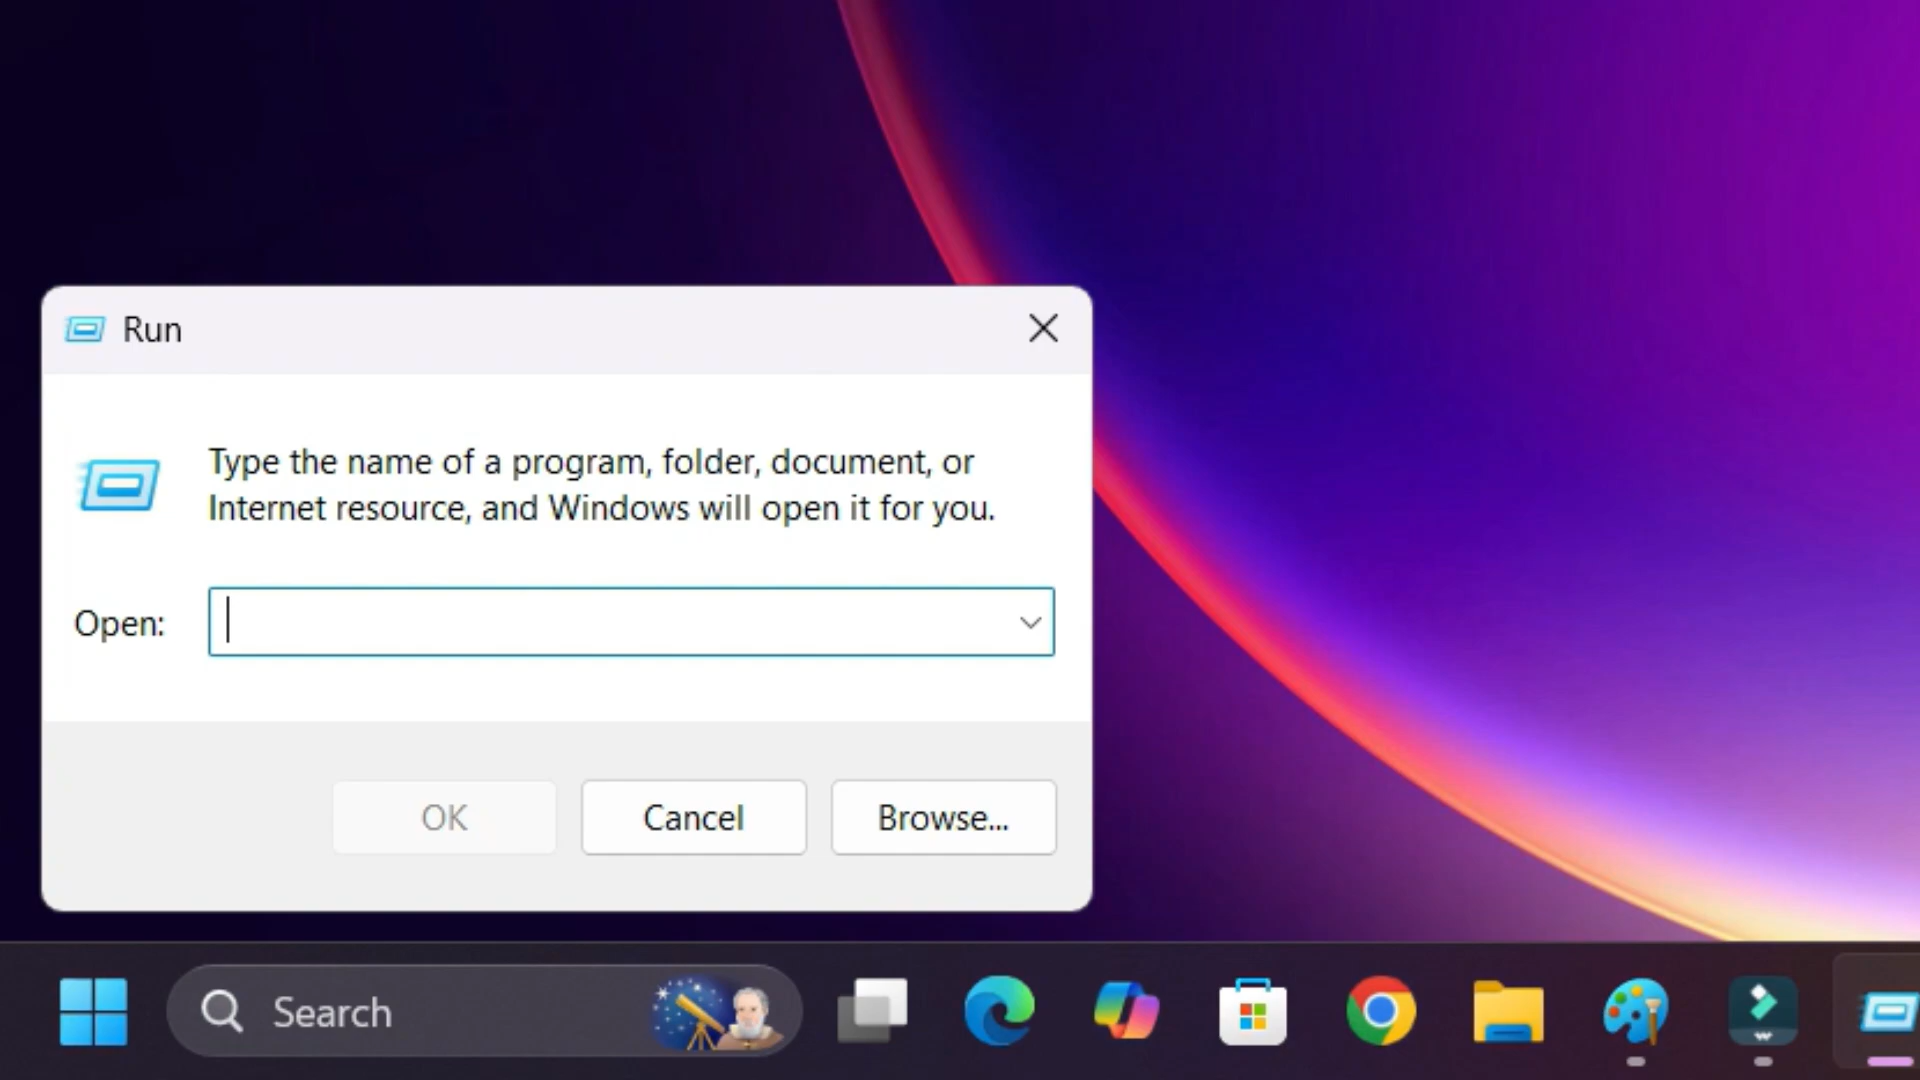 Run
Type the name of a program, folder, document, or
Internet resource, and Windows will open it for you.
Open:
OK
Cancel
Browse...
Search